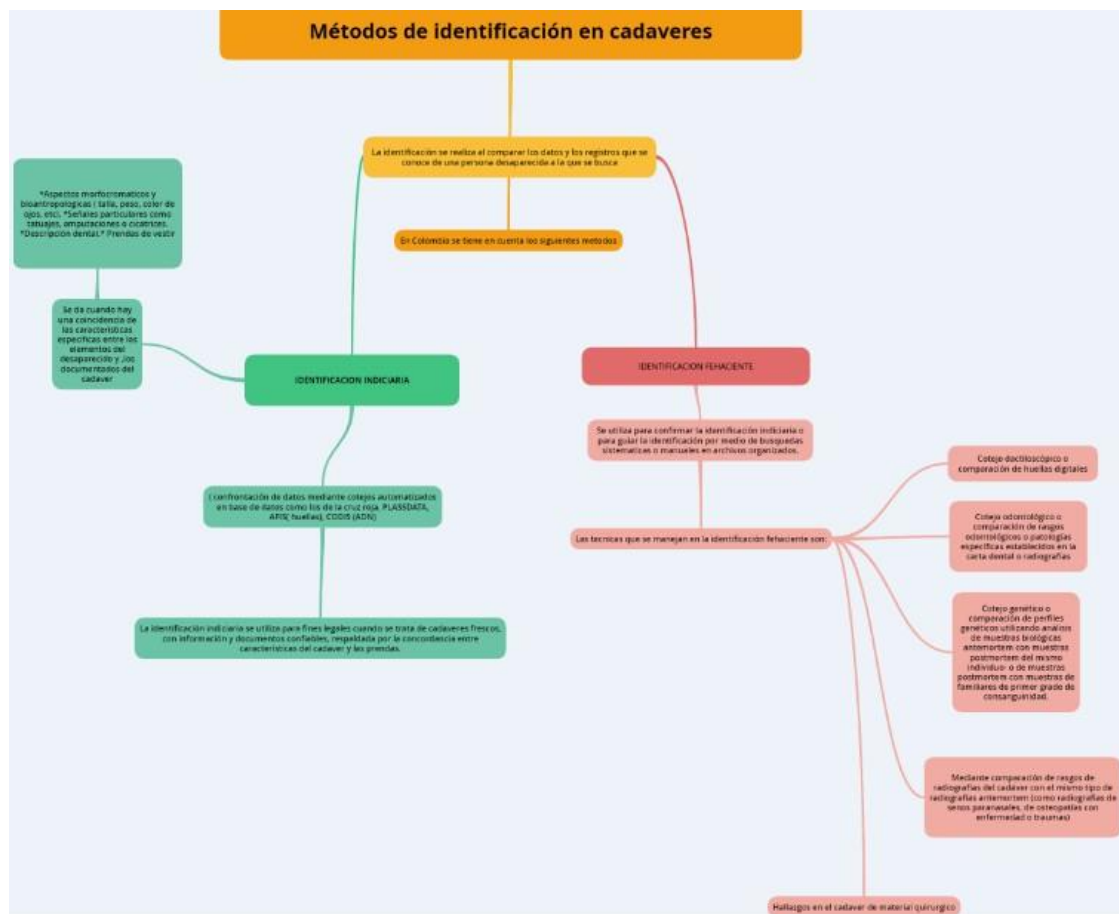 Métodos de identificación en cadaveres
La identificación se realiza al comparar los datos y los registros que se
conoce de una persona desaparecida a la que se busca
En Colombia se tiene en cuenta los siguientes metodos
*Aspectos morfocromaticos y
bioantropologicas ( talla, peso, color de
ojos, etc). *Señales particulares como
tatuajes, amputaciones o cicatrices.
*Descripción dental.* Prendas de vestir
Se da cuando hay
una coincidencia de
las características
especificas entre los
elementos del
desaparecido y ,los
documentados del
cadaver
IDENTIFICACION INDICIARIA
( confrontación de datos mediante cotejos automatizados
en base de datos como los de la cruz roja, PLASSDATA,
AFIS( huellas), CODIS (ADN)
La identificación indiciaria se utiliza para fines legales cuando se trata de cadaveres frescos,
con información y documentos confiables, respaldada por la concordancia entre
características del cadaver y las prendas.
IDENTIFICACION FEHACIENTE
Se utiliza para confirmar la identificación indiciaria o
para guiar la identificación por medio de busquedas
sistematicas o manuales en archivos organizados.
Las tecnicas que se manejan en la identificación fehaciente son:
Cotejo dactiloscópico o
comparación de huellas digitales
Cotejo odontológico o
comparación de rasgos
odontológicos o patologías
específicas establecidos en la
carta dental o radiografías
Cotejo genético o
comparación de perfiles
genéticos utilizando análisis
de muestras biológicas
antemortem con muestras
postmortem del mismo
individuo- o de muestras
postmortem con muestras de
familiares de primer grado de
consanguinidad.
Mediante comparación de rasgos de
radiografías del cadáver con el mismo tipo de
radiografías antemortem (como radiografías de
senos paranasales, de osteopatías con
enfermedad o traumas)
Hallazgos en el cadaver de material quirurgico